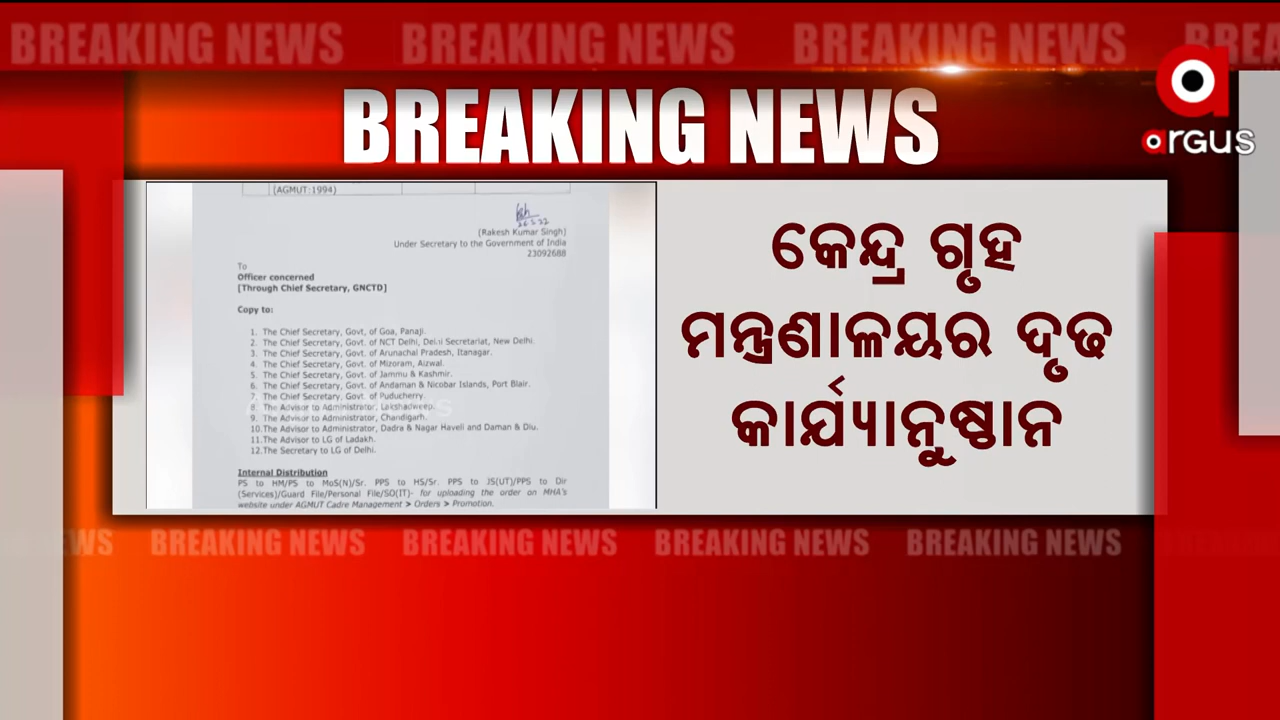 BREAKING NEWS BREAKING NEWS BREAKING NEWS BRE
BREAKING NEWS
argus
(AGMUT:1994)
(Rakesh Kumar Singh)
Under Secretary to the Government of India
23092688
To
Officer concerned
[Through Chief Secretary, GNCTD]
Copy to:
1. The Chief Secretary, Govt. of Goa, Panaji.
2. The Chief Secretary, Govt. of NCT Delhi, Delhi Secretariat, New Delhi.
3. The Chief Secretary, Govt. of Arunachal Pradesh, Itanagar.
4. The Chief Secretary, Govt. of Mizoram, Aizwal.
5. The Chief Secretary, Govt. of Jammu & Kashmir.
6. The Chief Secretary, Govt. of Andaman & Nicobar Islands, Port Blair.
7. The Chief Secretary, Govt. of Puducherry.
8. The Advisor to Administrator, Lakshadweep.
9. The Advisor to Administrator, Chandigarh.
10.The Advisor to Administrator, Dadra & Nagar Haveli and Daman & Diu.
11.The Advisor to LG of Ladakh.
12.The Secretary to LG of Delhi.
Internal Distribution
PS to HM/PS to MoS(N)/Sr. PPS to HS/Sr. PPS to JS(UT)/PPS to Dir
(Services)/Guard File/Personal File/SO(IT)- for uploading the order on MHA's
website under AGMUT Cadre Management > Orders > Promotion.
କେନ୍ଦ୍ର ଗୃହ
ମନ୍ତ୍ରଣାଳୟର ଦୃଢ
କାର୍ଯ୍ୟାନୁଷ୍ଠାନ
EWS BREAKING NEWS BREAKING NEWS BREAKING NEWS BREAKING NEWS